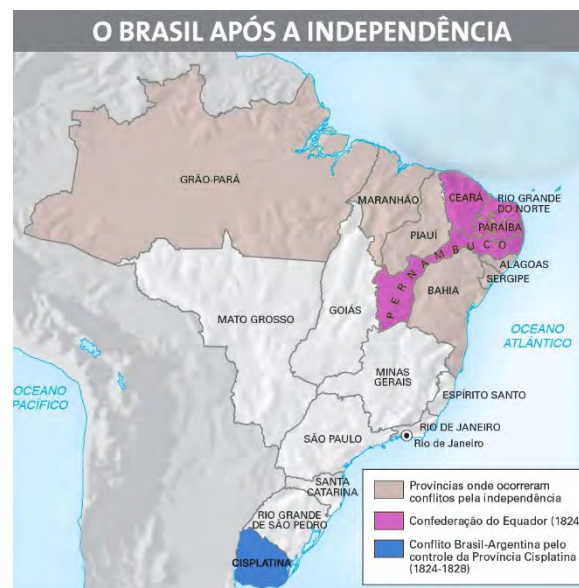 O BRASIL APÓS A INDEPENDÊNCIA
GRÃO-PARÁ
MARANHÃO
CEARÁ
RIO GRANDE
DO NORTE
PARAÍBA
PIAUÍ
PERNAMBUCO
ALAGOAS
SERGIPE
BAHIA
MATO GROSSO
GOIÁS
OCEANO
ATLÂNTICO
MINAS
GERAIS
OCEANO
PACÍFICO
ESPÍRITO SANTO
SÃO PAULO
RIO DE JANEIRO
Rio de Janeiro
SANTA
CATARINA
RIO GRANDE
DE SÃO PEDRO
CISPLATINA
Províncias onde ocorreram
conflitos pela independência
Confederação do Equador (1824
Conflito Brasil-Argentina pelo
controle da Província Cisplatina
(1824-1828)